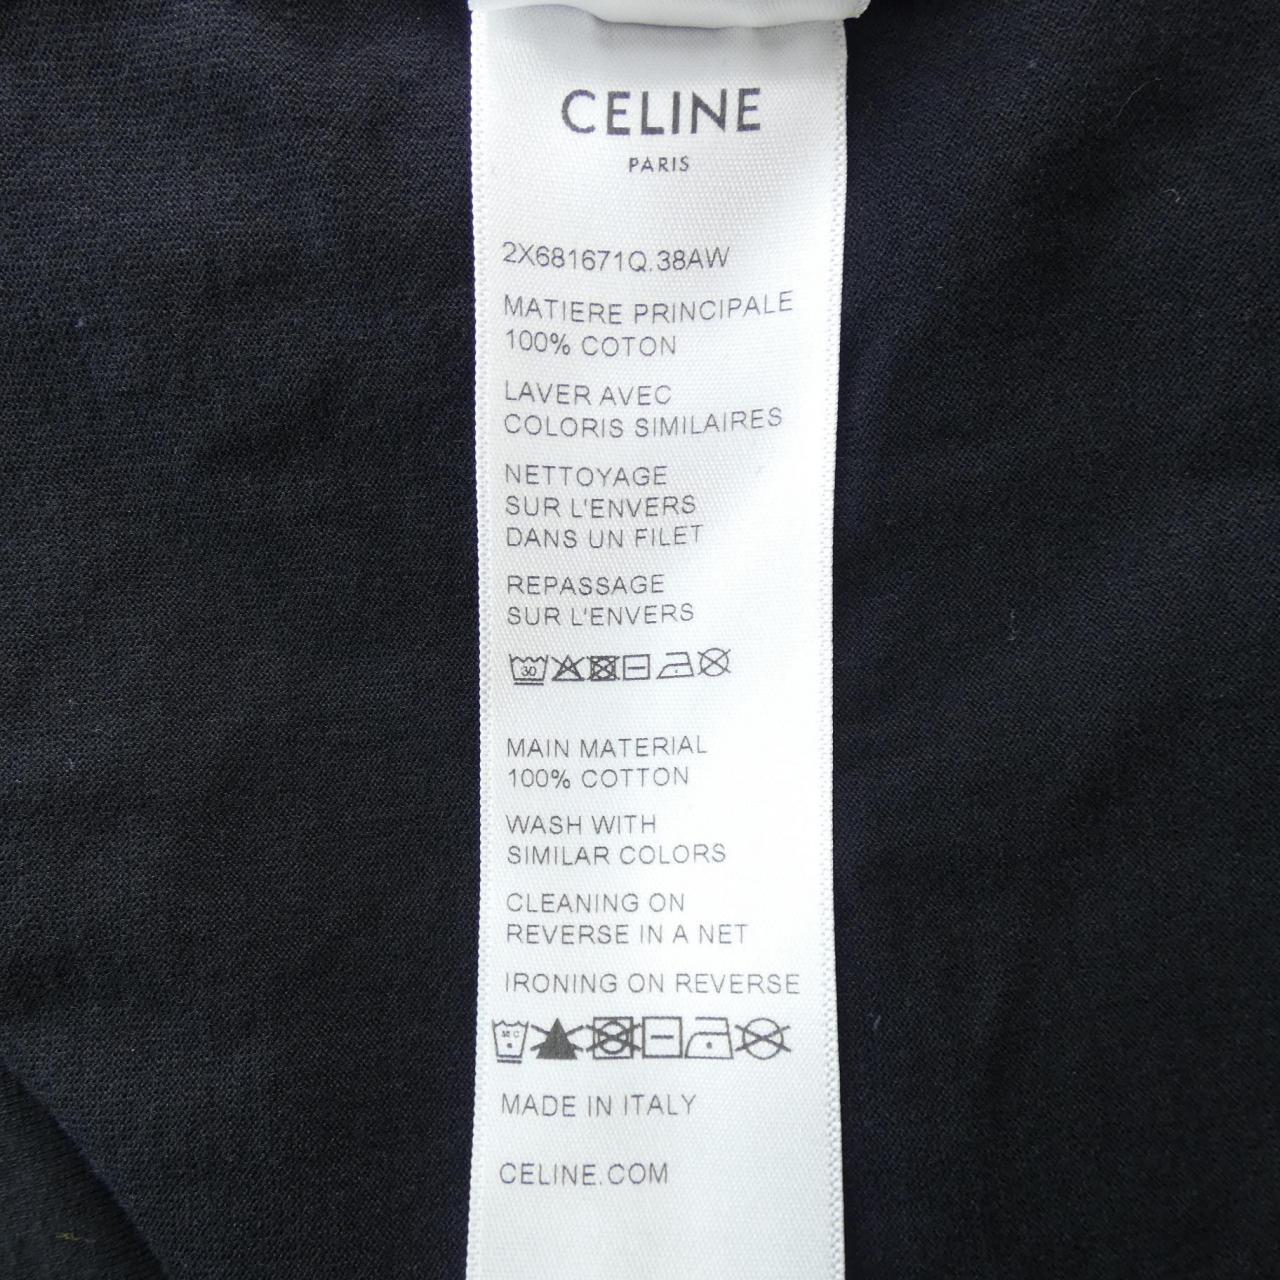 CELINE
PARIS
2X681671Q.38AW
MATIERE PRINCIPALE
100% COTON
LAVER AVEC
COLORIS SIMILAIRES
NETTOYAGE
SUR L'ENVERS
DANS UN FILET
REPASSAGE
SUR L'ENVERS
30
MAIN MATERIAL
100% COTTON
WASH WITH
SIMILAR COLORS
CLEANING ON
REVERSE IN A NET
IRONING ON REVERSE
MADE IN ITALY
CELINE.COM